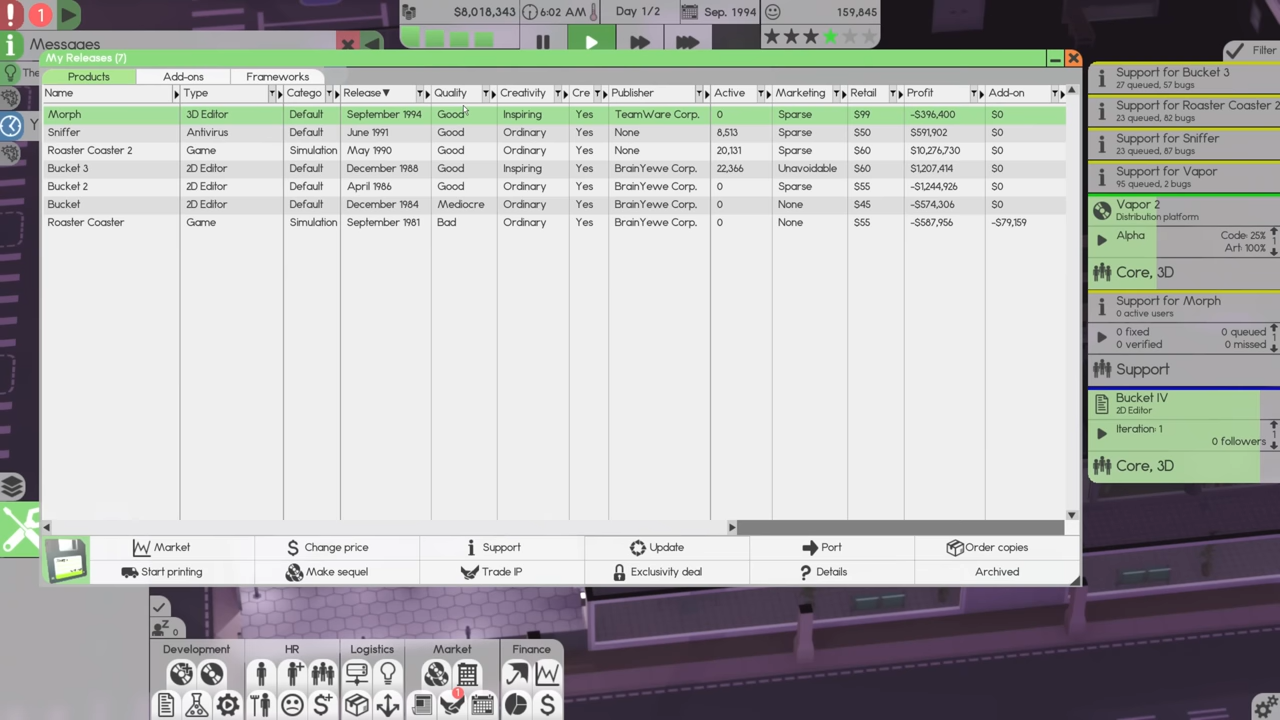 1
$8,018,343
6:02 AM
Day 1/2
Sep. 1994
159,845
Messages
Filter
My Releases (7)
Products
Add-ons
Frameworks
Name Type Catego Release Quality Creativity Cre Publisher Active Marketing Retail Profit Add-on
Morph 3D Editor Default September 1994 Good Inspiring Yes TeamWare Corp. 0 Sparse $99 -$396,400 $0
Sniffer Antivirus Default June 1991 Good Ordinary Yes None 8,513 Sparse $50 $591,902 $0
Roaster Coaster 2 Game Simulation May 1990 Good Ordinary Yes None 20,131 Sparse $60 $10,276,730 $0
Bucket 3 2D Editor Default December 1988 Good Inspiring Yes BrainYewe Corp. 22,366 Unavoidable $60 $1,207,414 $0
Bucket 2 2D Editor Default April 1986 Good Ordinary Yes BrainYewe Corp. 0 Sparse $55 -$1,244,926 $0
Bucket 2D Editor Default December 1984 Mediocre Ordinary Yes BrainYewe Corp. 0 None $45 -$574,306 $0
Roaster Coaster Game Simulation September 1981 Bad Ordinary Yes BrainYewe Corp. 0 None $55 -$587,956 -$79,159
Market
Change price
Support
Update
Port
Order copies
Start printing
Make sequel
Trade IP
Exclusivity deal
Details
Archived
The
Y
Support for Bucket 3
27 queued, 57 bugs
Support for Roaster Coaster 2
23 queued, 82 bugs
Support for Sniffer
23 queued, 87 bugs
Support for Vapor
95 queued, 2 bugs
Vapor 2
Distribution platform
Alpha
Code: 25%
Art: 100%
1
Core, 3D
Support for Morph
0 active users
0 fixed 0 queued
0 verified 0 missed
1
Support
Bucket IV
2D Editor
Iteration: 1
0 followers
1
Core, 3D
Z 0
Development
HR
Logistics
Market
Finance
1